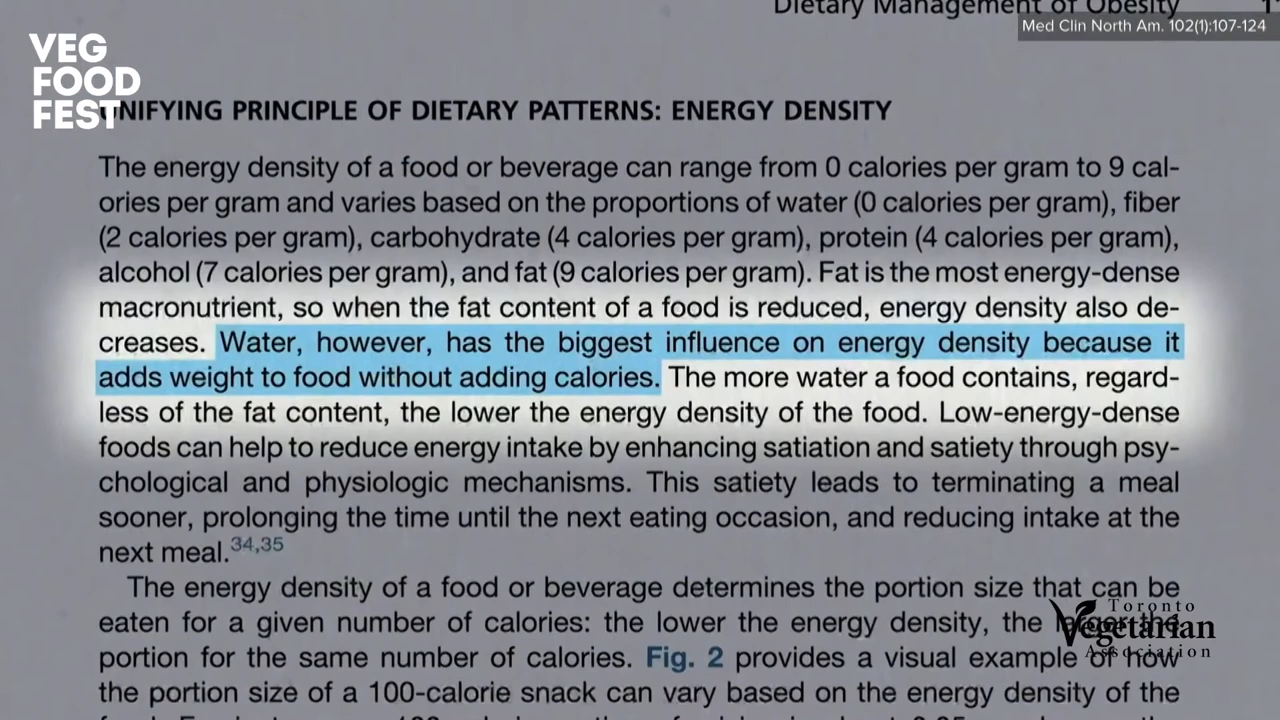 Dietary Management of Obesity
Med Clin North Am. 102(1):107-124
VEG
FOOD
FEST
UNIFYING PRINCIPLE OF DIETARY PATTERNS: ENERGY DENSITY
The energy density of a food or beverage can range from 0 calories per gram to 9 cal-
ories per gram and varies based on the proportions of water (0 calories per gram), fiber
(2 calories per gram), carbohydrate (4 calories per gram), protein (4 calories per gram),
alcohol (7 calories per gram), and fat (9 calories per gram). Fat is the most energy-dense
macronutrient, so when the fat content of a food is reduced, energy density also de-
creases. Water, however, has the biggest influence on energy density because it
adds weight to food without adding calories. The more water a food contains, regard-
less of the fat content, the lower the energy density of the food. Low-energy-dense
foods can help to reduce energy intake by enhancing satiation and satiety through psy-
chological and physiologic mechanisms. This satiety leads to terminating a meal
sooner, prolonging the time until the next eating occasion, and reducing intake at the
next meal.34,35
The energy density of a food or beverage determines the portion size that can be
eaten for a given number of calories: the lower the energy density, the larger the
portion for the same number of calories. Fig. 2 provides a visual example of how
the portion size of a 100-calorie snack can vary based on the energy density of the
Toronto
Vegetarian
Association